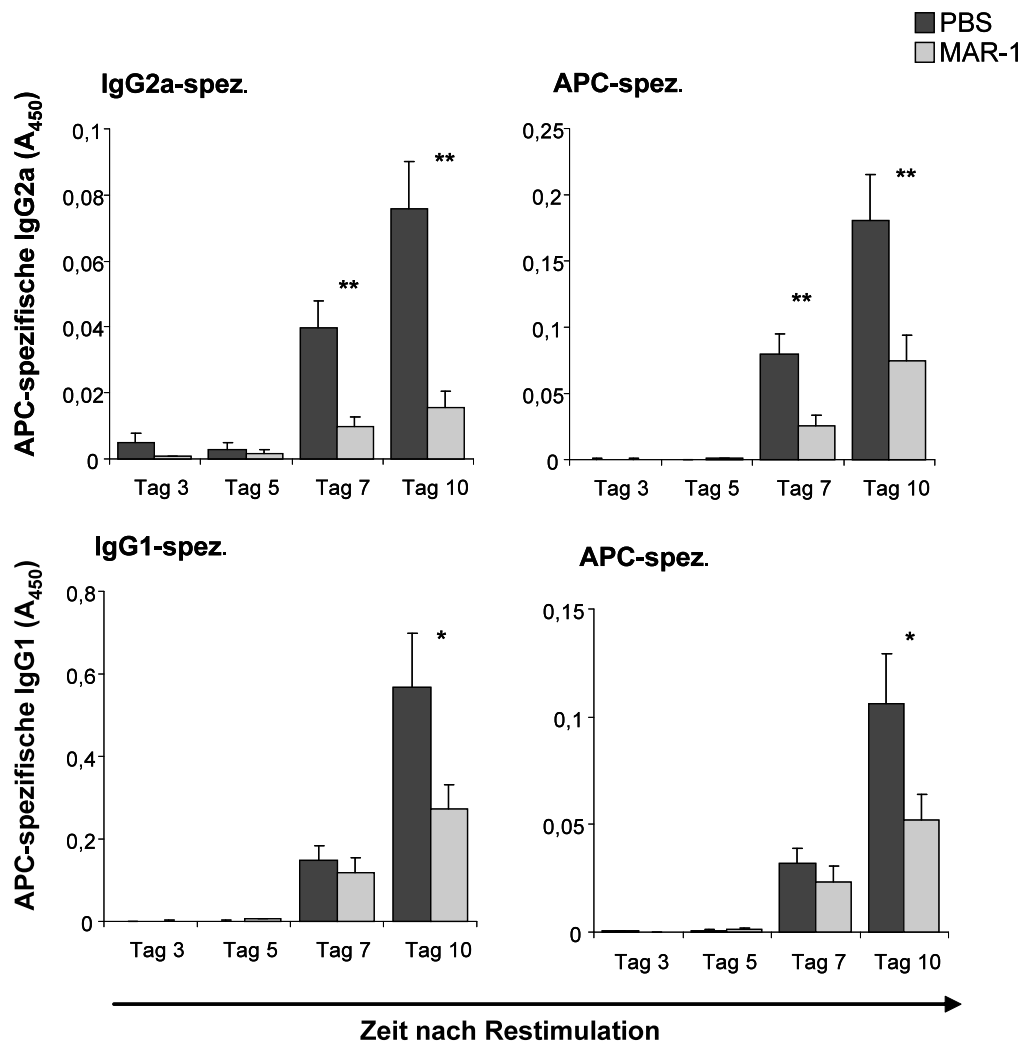 PBS
MAR-1
IgG2a-spez.
APC-spez.
APC-spezifische IgG2a (A450)
0,1
0,08
0,06
0,04
0,02
0
Tag 3 Tag 5 Tag 7 Tag 10
** **
0,25
0,2
0,15
0,1
0,05
0
Tag 3 Tag 5 Tag 7 Tag 10
** **
IgG1-spez.
APC-spez.
APC-spezifische IgG1 (A450)
0,8
0,6
0,4
0,2
0
Tag 3 Tag 5 Tag 7 Tag 10
*
0,15
0,1
0,05
0
Tag 3 Tag 5 Tag 7 Tag 10
*
Zeit nach Restimulation